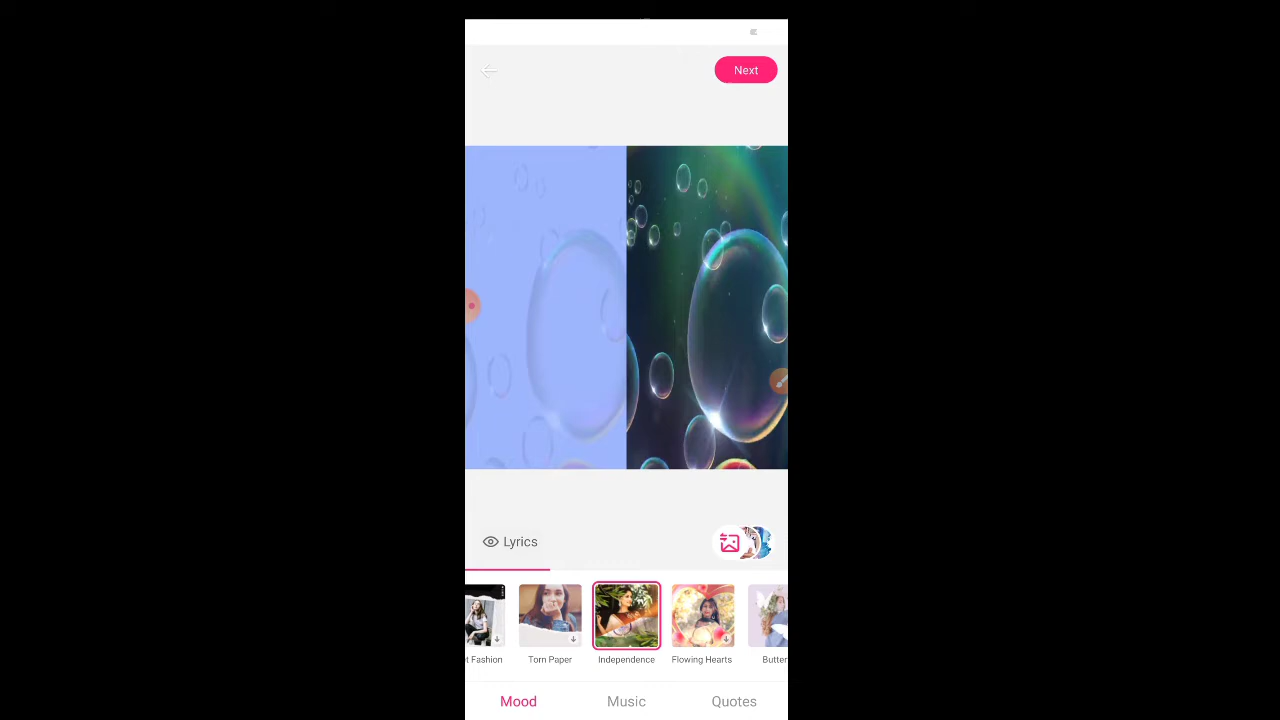 Next
Lyrics
t Fashion
Torn Paper
Independence
Flowing Hearts
Butter
Mood
Music
Quotes